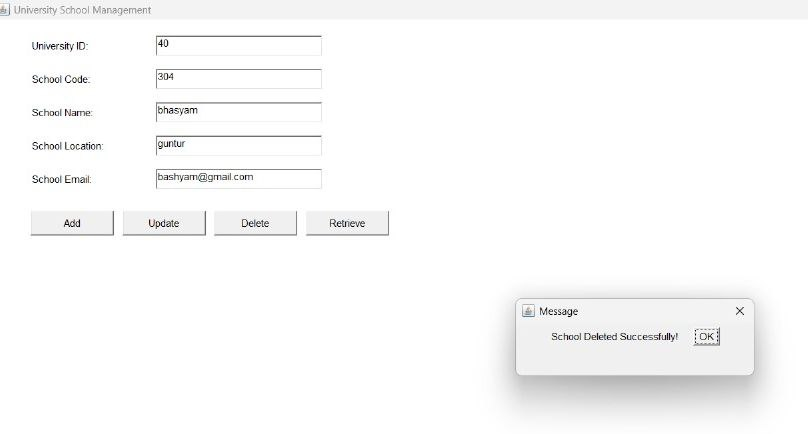 University School Management
University ID: 40
School Code: 304
School Name: bhasyam
School Location: guntur
School Email: bashyam@gmail.com
Add Update Delete Retrieve
Message
School Deleted Successfully! OK